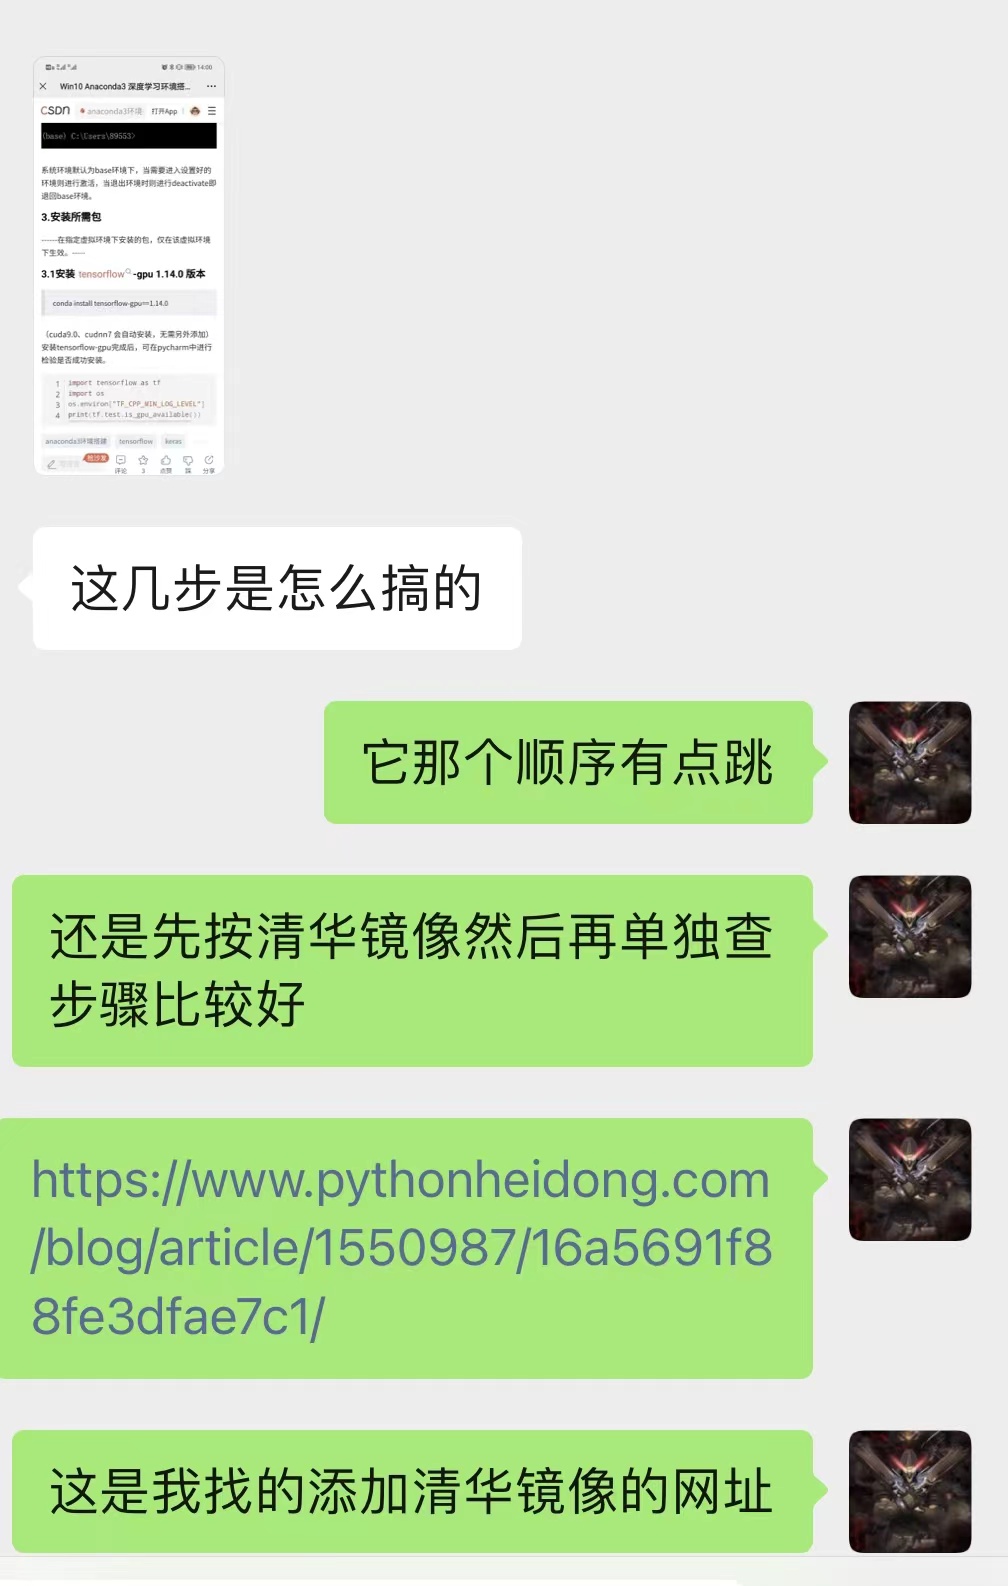 14:00
Win10 Anaconda3 深度学习环境搭...
CSDN anaconda3环境 打开App
(base) C:\Users\89553>
系统环境默认为base环境下，当需要进入设置好的
环境则进行激活，当退出环境时则进行deactivate即
退回base环境。
3.安装所需包
------在指定虚拟环境下安装的包，仅在该虚拟环境
下生效。-----
3.1安装 tensorflow -gpu 1.14.0 版本
conda install tensorflow-gpu==1.14.0
（cuda9.0、cudnn7 会自动安装，无需另外添加）
安装tensorflow-gpu完成后，可在pycharm中进行
检验是否成功安装。
1 import tensorflow as tf
2 import os
3 os.environ["TF_CPP_MIN_LOG_LEVEL"]
4 print(tf.test.is_gpu_available())
anaconda3环境搭建 tensorflow keras
抢沙发
评论 3 点赞 踩 分享
这几步是怎么搞的
它那个顺序有点跳
还是先按清华镜像然后再单独查
步骤比较好
https://www.pythonheidong.com
/blog/article/1550987/16a5691f8
8fe3dfae7c1/
这是我找的添加清华镜像的网址